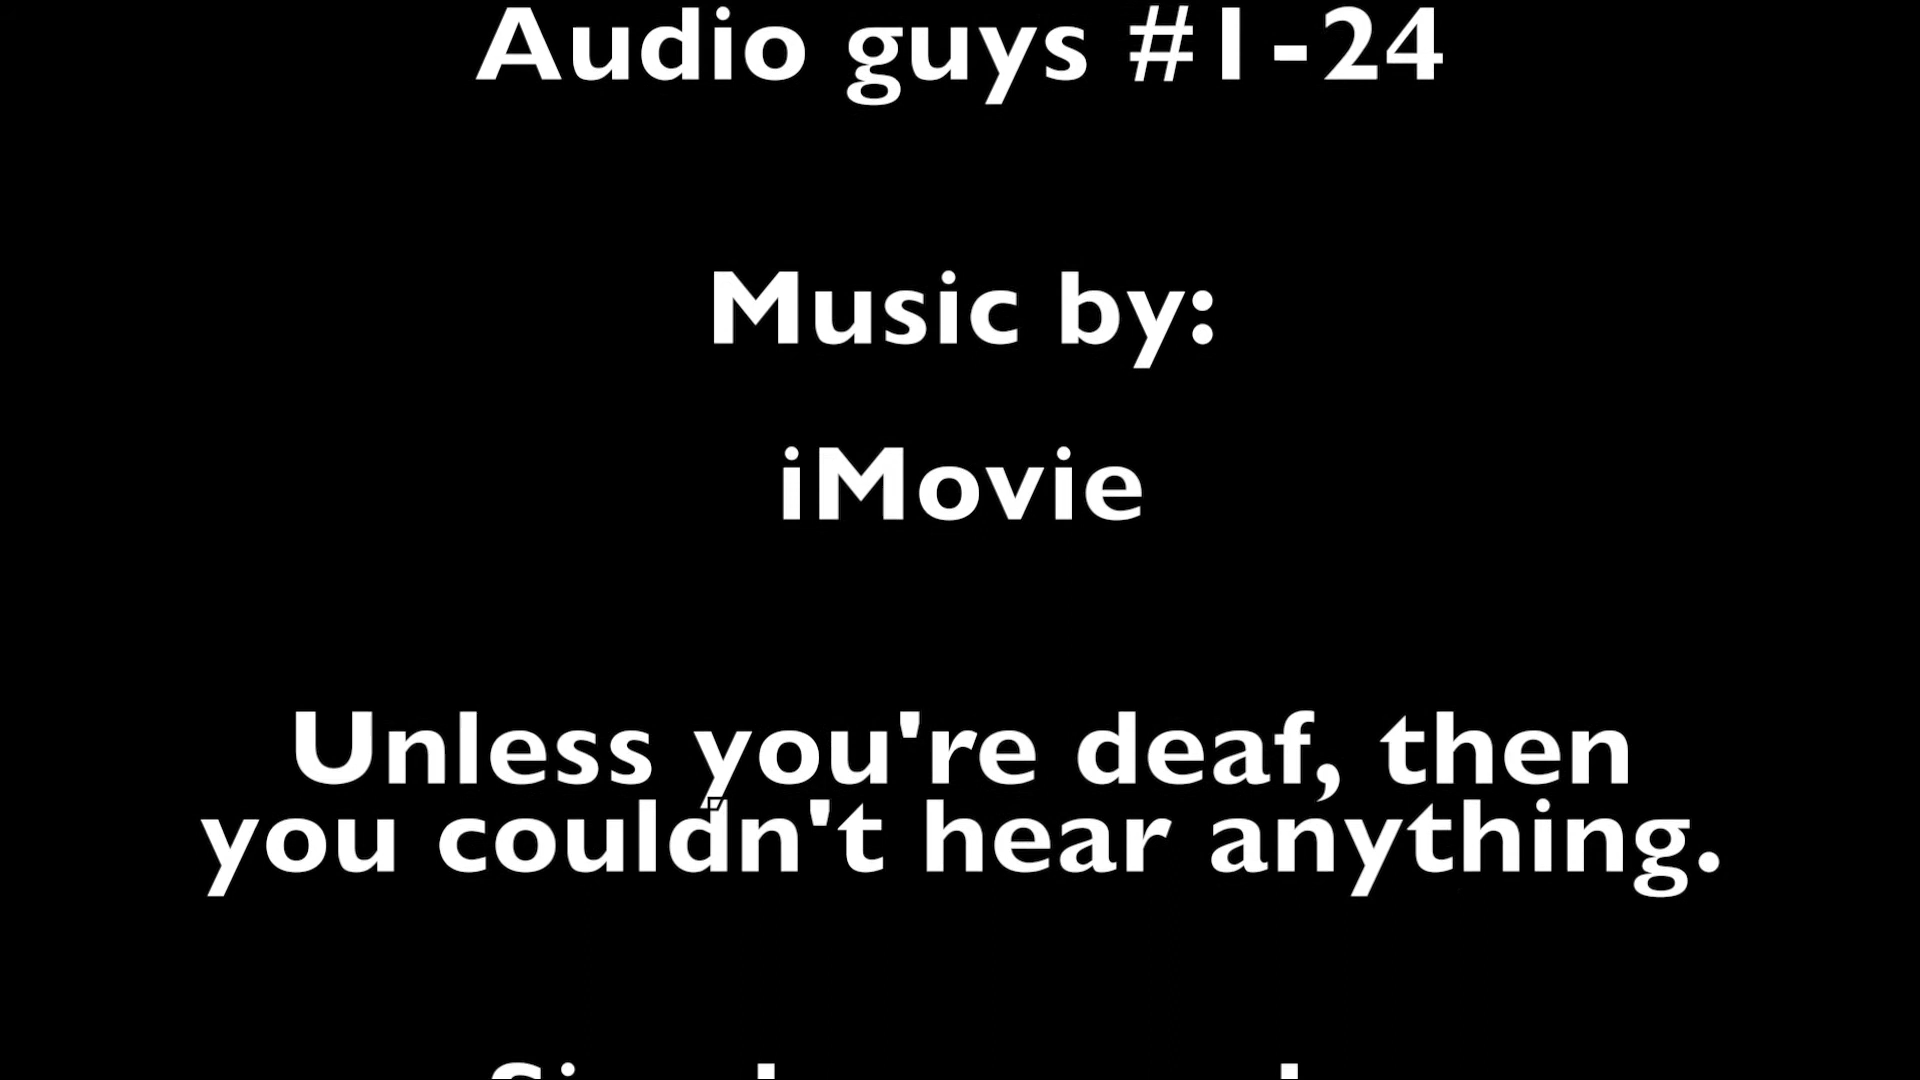 Audio guys #1-24
Music by:
iMovie
Unless you're deaf, then
you couldn't hear anything.